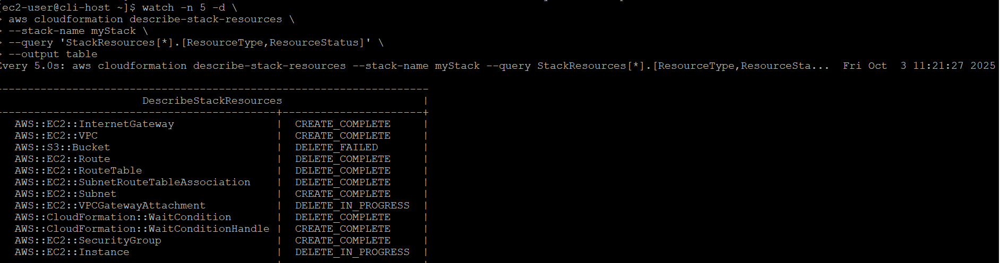 [ec2-user@cli-host ~]$ watch -n 5 -d \
> aws cloudformation describe-stack-resources \
> --stack-name myStack \
> --query 'StackResources[*].[ResourceType,ResourceStatus]' \
> --output table
Every 5.0s: aws cloudformation describe-stack-resources --stack-name myStack --query StackResources[*].[ResourceType,ResourceSta...  Fri Oct  3 11:21:27 2025
DescribeStackResources
AWS::EC2::InternetGateway | CREATE_COMPLETE |
AWS::EC2::VPC | CREATE_COMPLETE |
AWS::S3::Bucket | DELETE_FAILED |
AWS::EC2::Route | DELETE_COMPLETE |
AWS::EC2::RouteTable | DELETE_COMPLETE |
AWS::EC2::SubnetRouteTableAssociation | DELETE_COMPLETE |
AWS::EC2::Subnet | CREATE_COMPLETE |
AWS::EC2::VPCGatewayAttachment | DELETE_IN_PROGRESS |
AWS::CloudFormation::WaitCondition | DELETE_COMPLETE |
AWS::CloudFormation::WaitConditionHandle | CREATE_COMPLETE |
AWS::EC2::SecurityGroup | CREATE_COMPLETE |
AWS::EC2::Instance | DELETE_IN_PROGRESS |